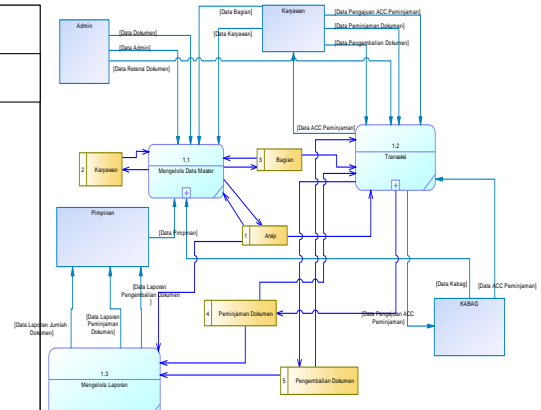 [Data Bagian]
Karyawan
[Data Pengajuan ACC Peminjaman]
Admin
[Data Dokumen]
[Data Karyawan]
[Data Peminjaman Dokumen]
[Data Admin]
[Data Pengembalian Dokumen]
[Data Retensi Dokumen]
[Data ACC Peminjaman]
1.1
Mengelola Data Master
1.2
Transaksi
2
Karyawan
3
Bagian
Pimpinan
[Data Pimpinan]
1
Arsip
[Data Laporan
Pengembalian Dokumen
]
[Data Kabag]
[Data ACC Peminjaman]
KABAG
[Data Laporan Jumlah
Dokumen]
[Data Laporan
Peminjaman
Dokumen]
4
Peminjaman Dokumen
[Data Pengajuan ACC
Peminjaman]
1.3
Mengelola Laporan
5
Pengembalian Dokumen